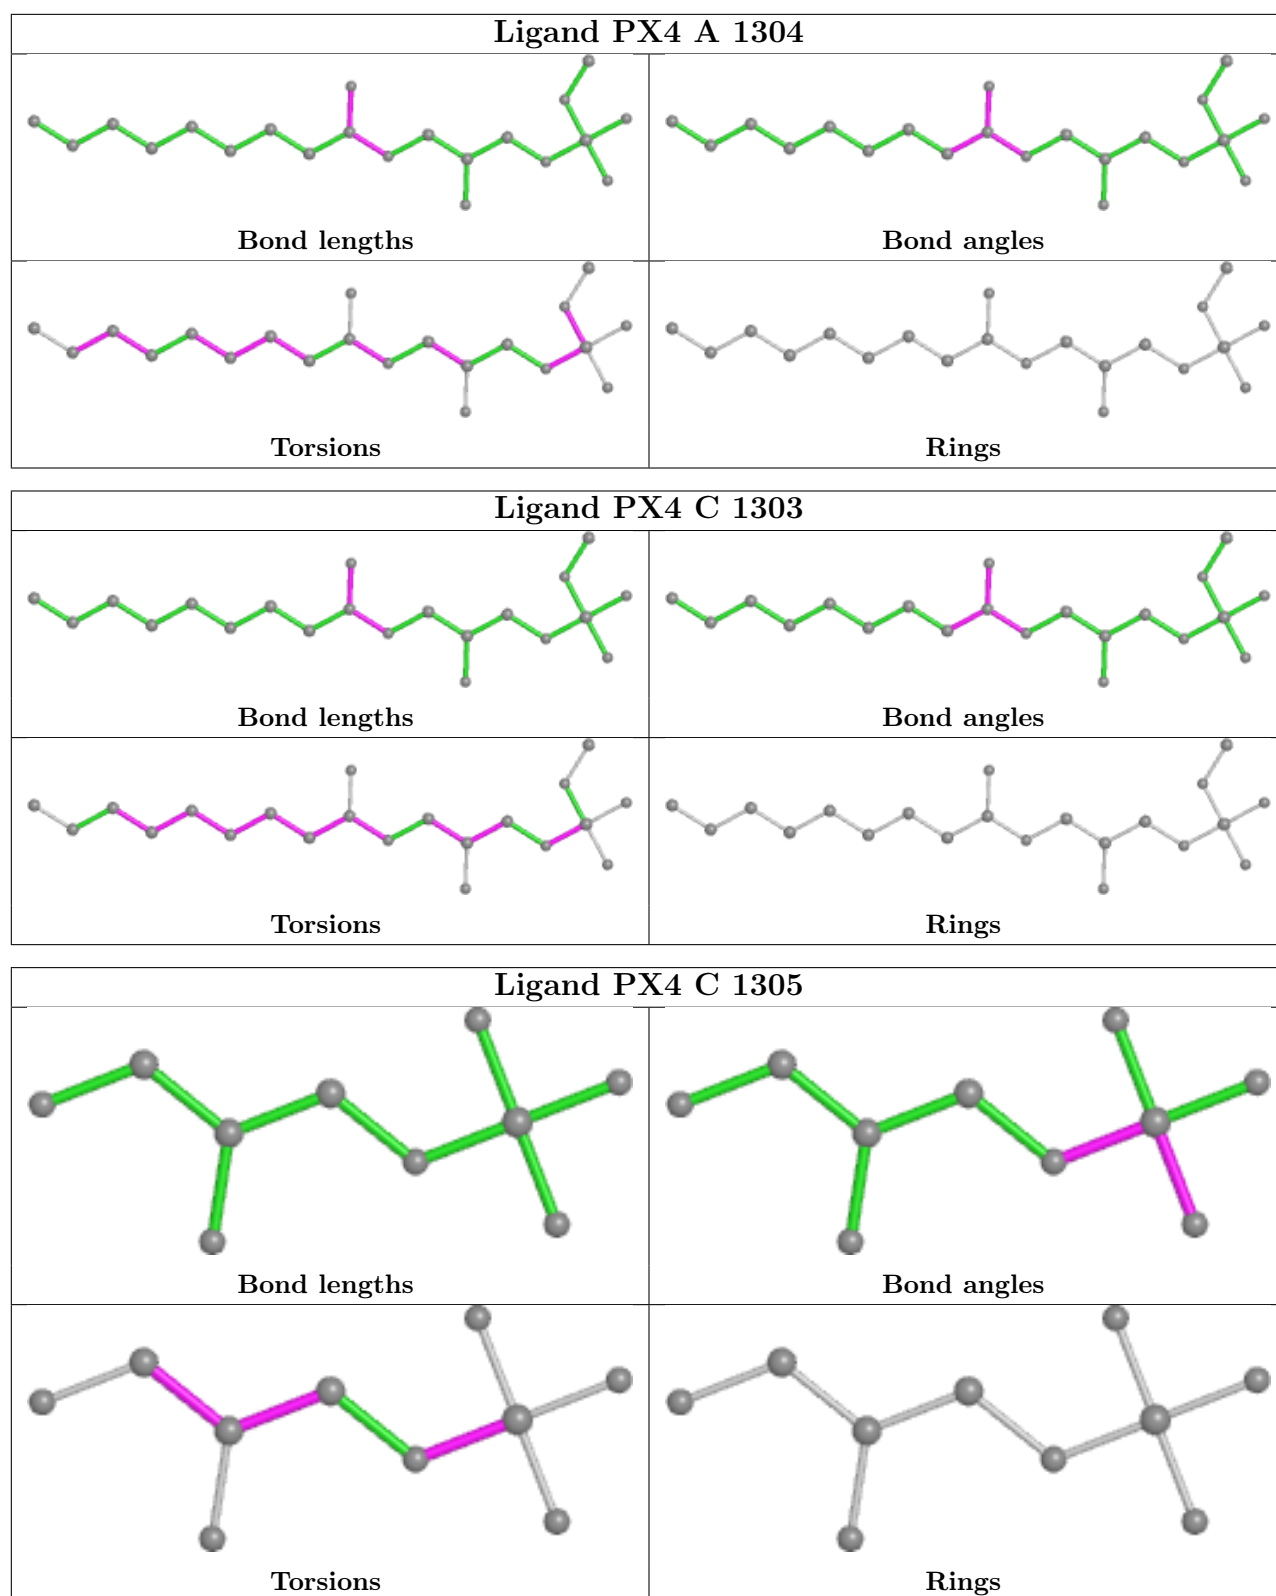 Ligand PX4 A 1304
Bond lengths
Bond angles
Torsions
Rings
Ligand PX4 C 1303
Bond lengths
Bond angles
Torsions
Rings
Ligand PX4 C 1305
Bond lengths
Bond angles
Torsions
Rings